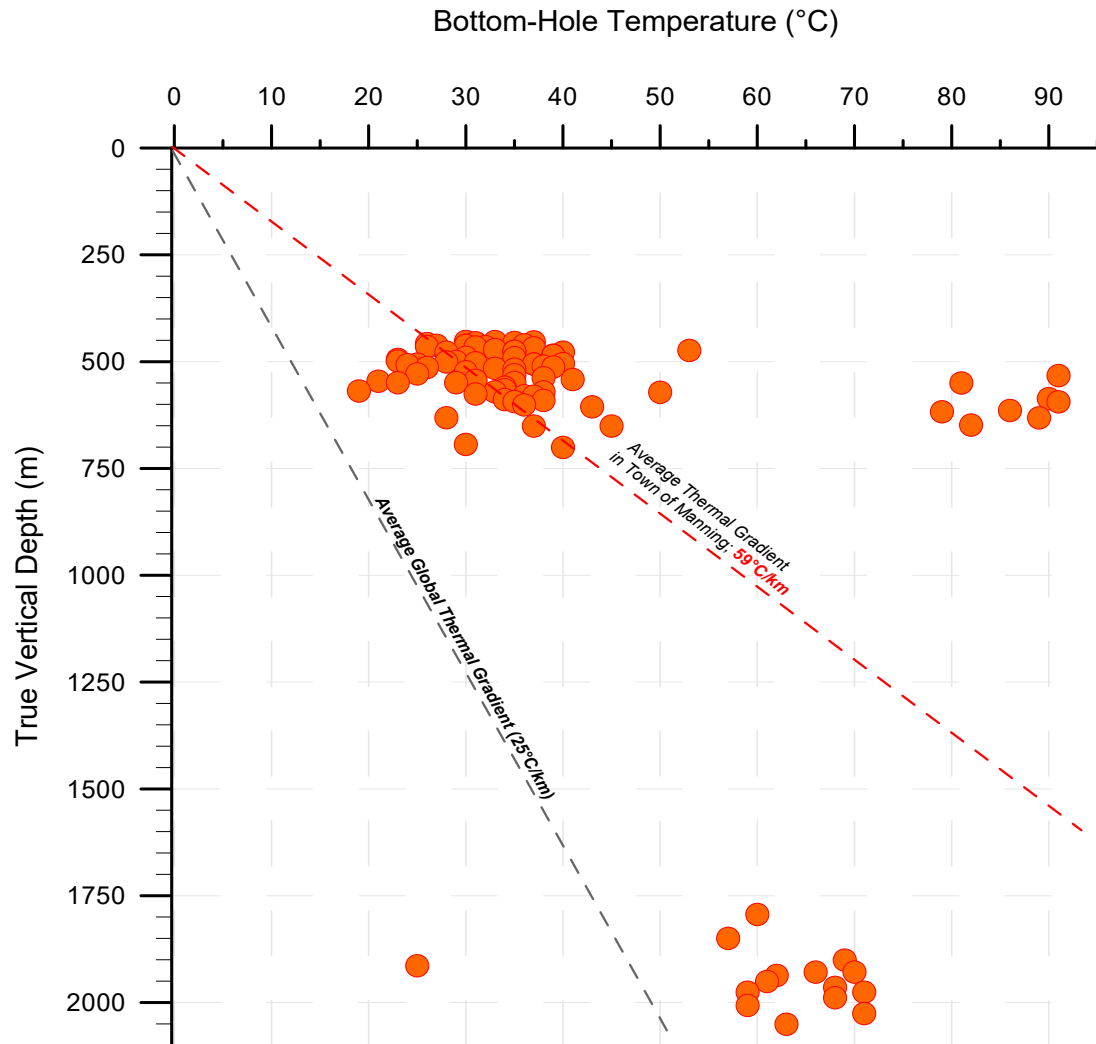 Bottom-Hole Temperature (°C)
0 10 20 30 40 50 60 70 80 90
True Vertical Depth (m)
0
250
500
750
1000
1250
1500
1750
2000
Average Thermal Gradient
in Town of Manning; 59°C/km
Average Global Thermal Gradient (25°C/km)